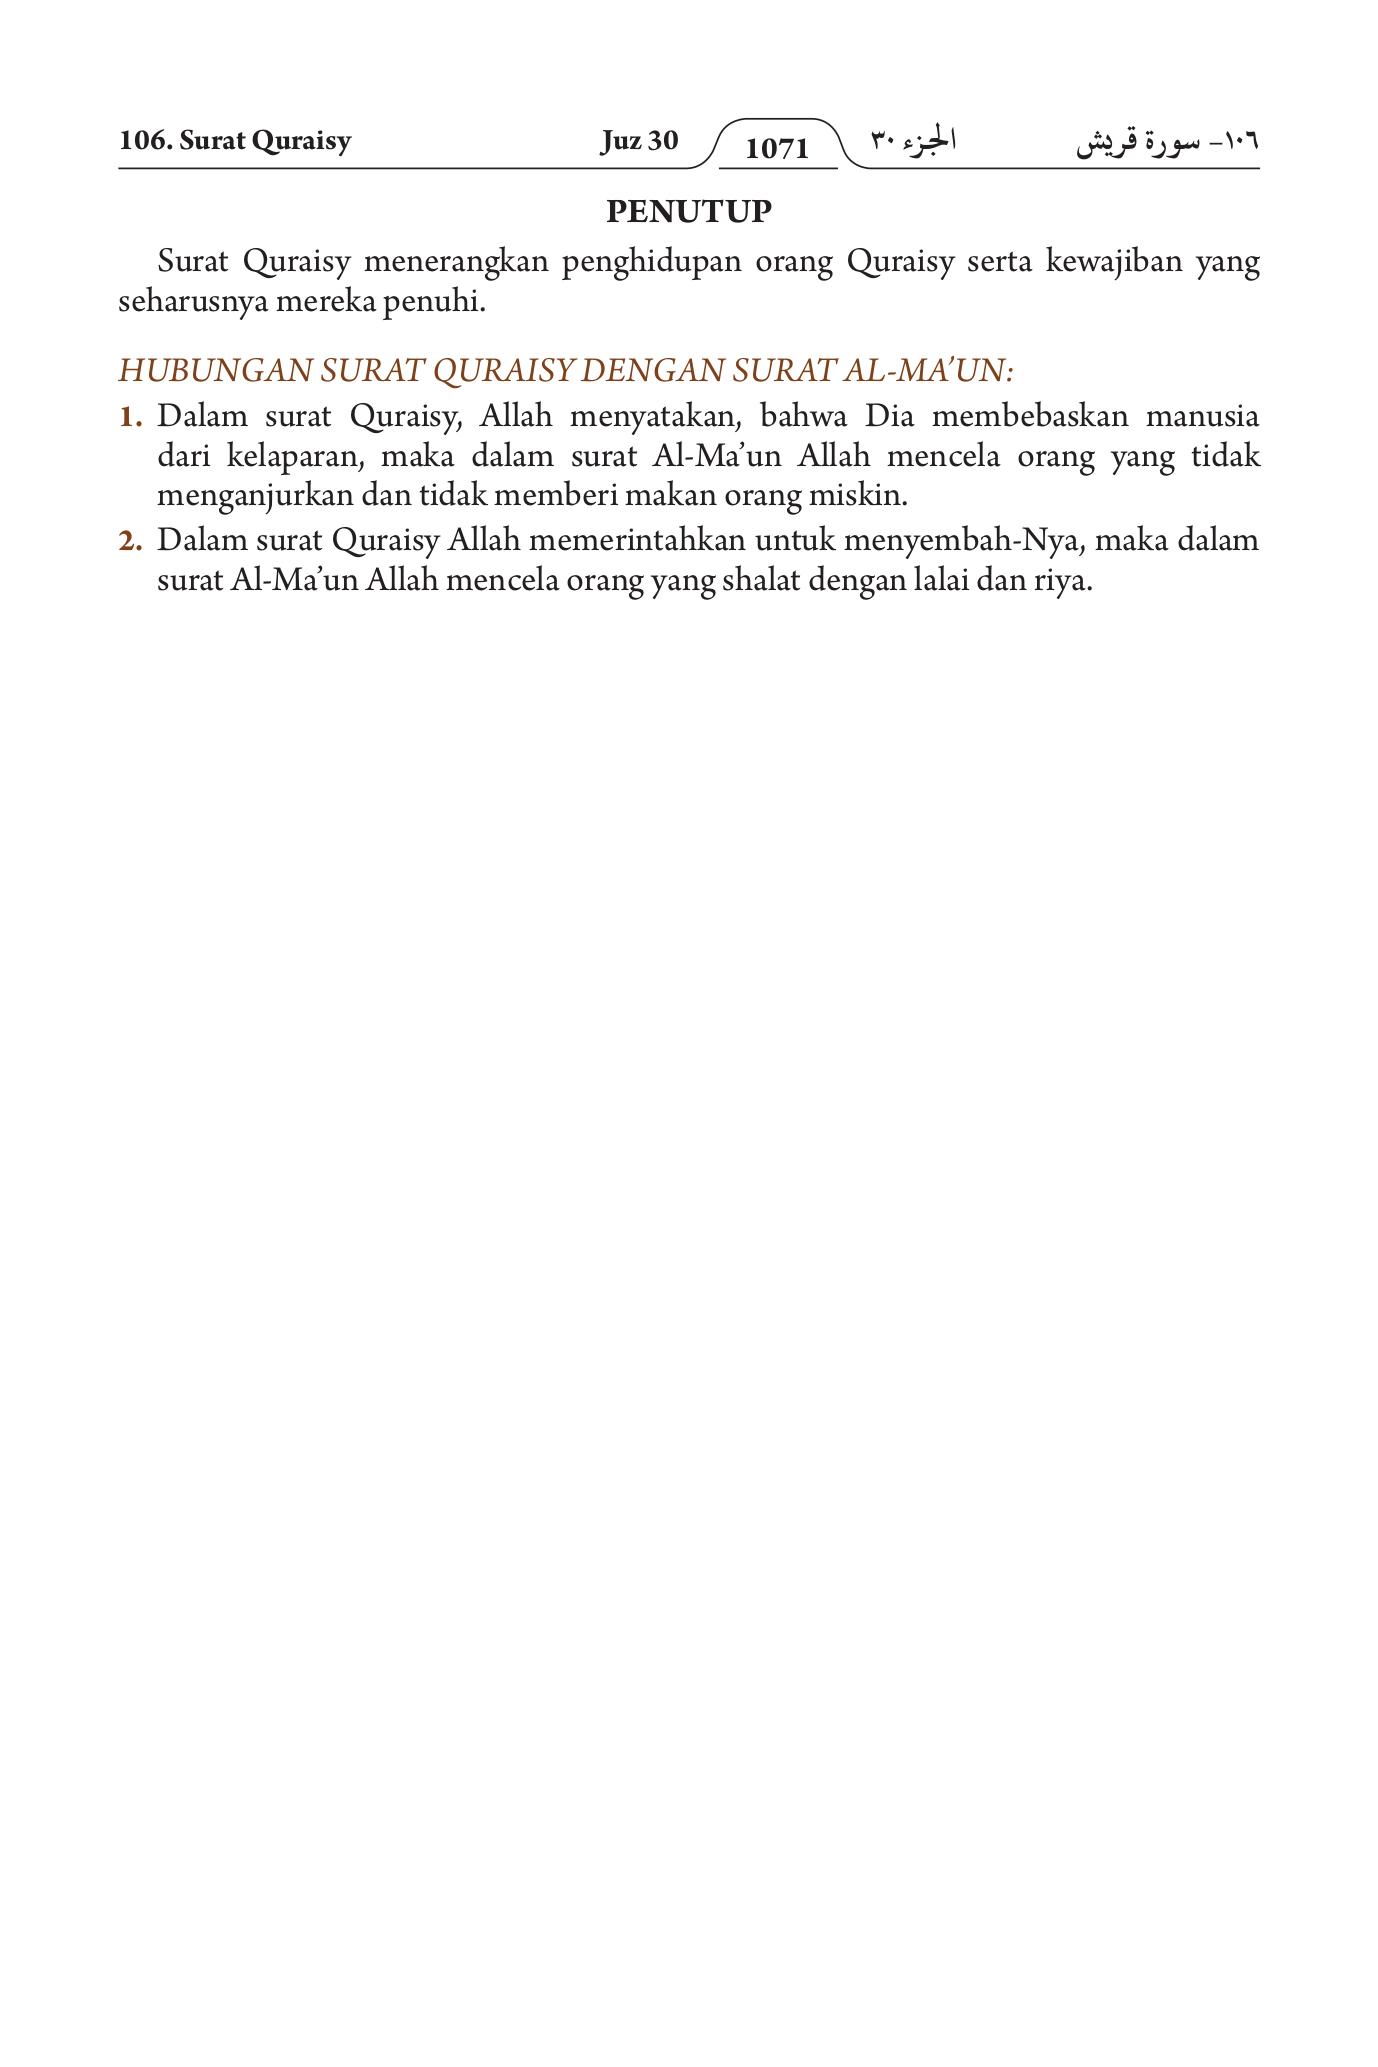 106. Surat Quraisy Juz 30 1071 الجزء ٣٠ ١٠٦- سورة قريش
PENUTUP
Surat Quraisy menerangkan penghidupan orang Quraisy serta kewajiban yang
seharusnya mereka penuhi.
HUBUNGAN SURAT QURAISY DENGAN SURAT AL-MA’UN:
1. Dalam surat Quraisy, Allah menyatakan, bahwa Dia membebaskan manusia
dari kelaparan, maka dalam surat Al-Ma’un Allah mencela orang yang tidak
menganjurkan dan tidak memberi makan orang miskin.
2. Dalam surat Quraisy Allah memerintahkan untuk menyembah-Nya, maka dalam
surat Al-Ma’un Allah mencela orang yang shalat dengan lalai dan riya.